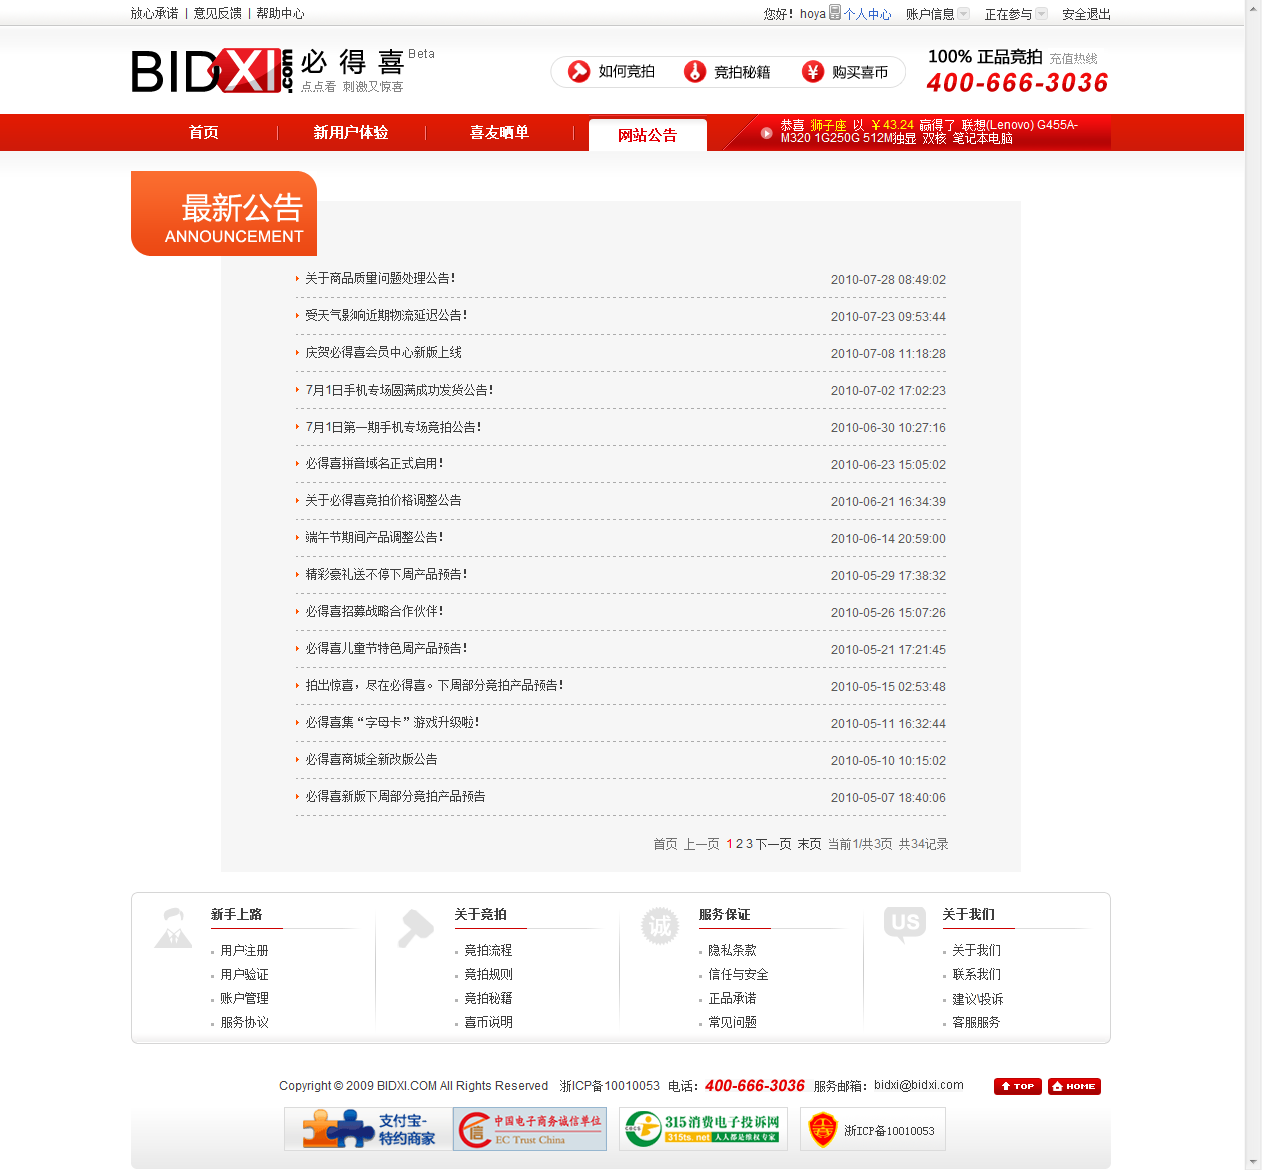 放心承诺 | 意见反馈 | 帮助中心
您好！hoya 个人中心 账户信息 正在参与 安全退出
BIDXI.com 必得喜 Beta
点点看 刺激又惊喜
如何竞拍 竞拍秘籍 购买喜币
100% 正品竞拍 充值热线
400-666-3036
首页 新用户体验 喜友晒单 网站公告
恭喜 狮子座 以 ￥43.24 赢得了 联想(Lenovo) G455A-
M320 1G250G 512M独显 双核 笔记本电脑
最新公告
ANNOUNCEMENT
关于商品质量问题处理公告！ 2010-07-28 08:49:02
受天气影响近期物流延迟公告！ 2010-07-23 09:53:44
庆贺必得喜会员中心新版上线 2010-07-08 11:18:28
7月1日手机专场圆满成功发货公告！ 2010-07-02 17:02:23
7月1日第一期手机专场竞拍公告！ 2010-06-30 10:27:16
必得喜拼音域名正式启用！ 2010-06-23 15:05:02
关于必得喜竞拍价格调整公告 2010-06-21 16:34:39
端午节期间产品调整公告！ 2010-06-14 20:59:00
精彩豪礼送不停下周产品预告！ 2010-05-29 17:38:32
必得喜招募战略合作伙伴！ 2010-05-26 15:07:26
必得喜儿童节特色周产品预告！ 2010-05-21 17:21:45
拍出惊喜，尽在必得喜。下周部分竞拍产品预告！ 2010-05-15 02:53:48
必得喜集“字母卡”游戏升级啦！ 2010-05-11 16:32:44
必得喜商城全新改版公告 2010-05-10 10:15:02
必得喜新版下周部分竞拍产品预告 2010-05-07 18:40:06
首页 上一页 1 2 3 下一页 末页 当前1/共3页 共34记录
新手上路
用户注册
用户验证
账户管理
服务协议
关于竞拍
竞拍流程
竞拍规则
竞拍秘籍
喜币说明
诚
服务保证
隐私条款
信任与安全
正品承诺
常见问题
US
关于我们
关于我们
联系我们
建议\投诉
客服服务
Copyright © 2009 BIDXI.COM All Rights Reserved 浙ICP备10010053 电话：400-666-3036 服务邮箱：bidxi@bidxi.com TOP HOME
支付宝-
特约商家
信 中国电子商务诚信单位
EC Trust China
CECS 315消费电子投诉网
315ts.net 人人都是维权专家
浙ICP备10010053